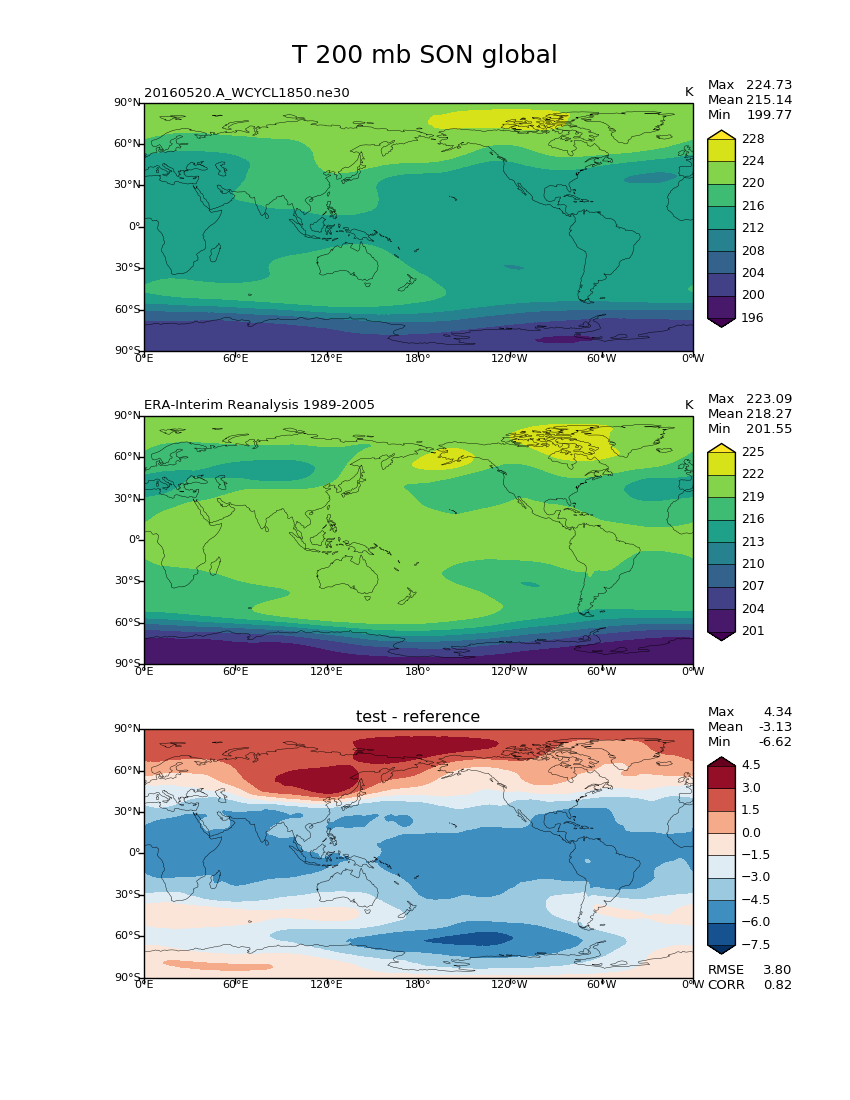 T 200 mb SON global
20160520.A_WCYCL1850.ne30
K
Max 224.73
Mean 215.14
Min 199.77
90°N
60°N
30°N
0°
30°S
60°S
90°S
0°E 60°E 120°E 180° 120°W 60°W 0°W
228
224
220
216
212
208
204
200
196
ERA-Interim Reanalysis 1989-2005
K
Max 223.09
Mean 218.27
Min 201.55
90°N
60°N
30°N
0°
30°S
60°S
90°S
0°E 60°E 120°E 180° 120°W 60°W 0°W
225
222
219
216
213
210
207
204
201
test - reference
Max 4.34
Mean -3.13
Min -6.62
90°N
60°N
30°N
0°
30°S
60°S
90°S
0°E 60°E 120°E 180° 120°W 60°W 0°W
4.5
3.0
1.5
0.0
−1.5
−3.0
−4.5
−6.0
−7.5
RMSE 3.80
CORR 0.82